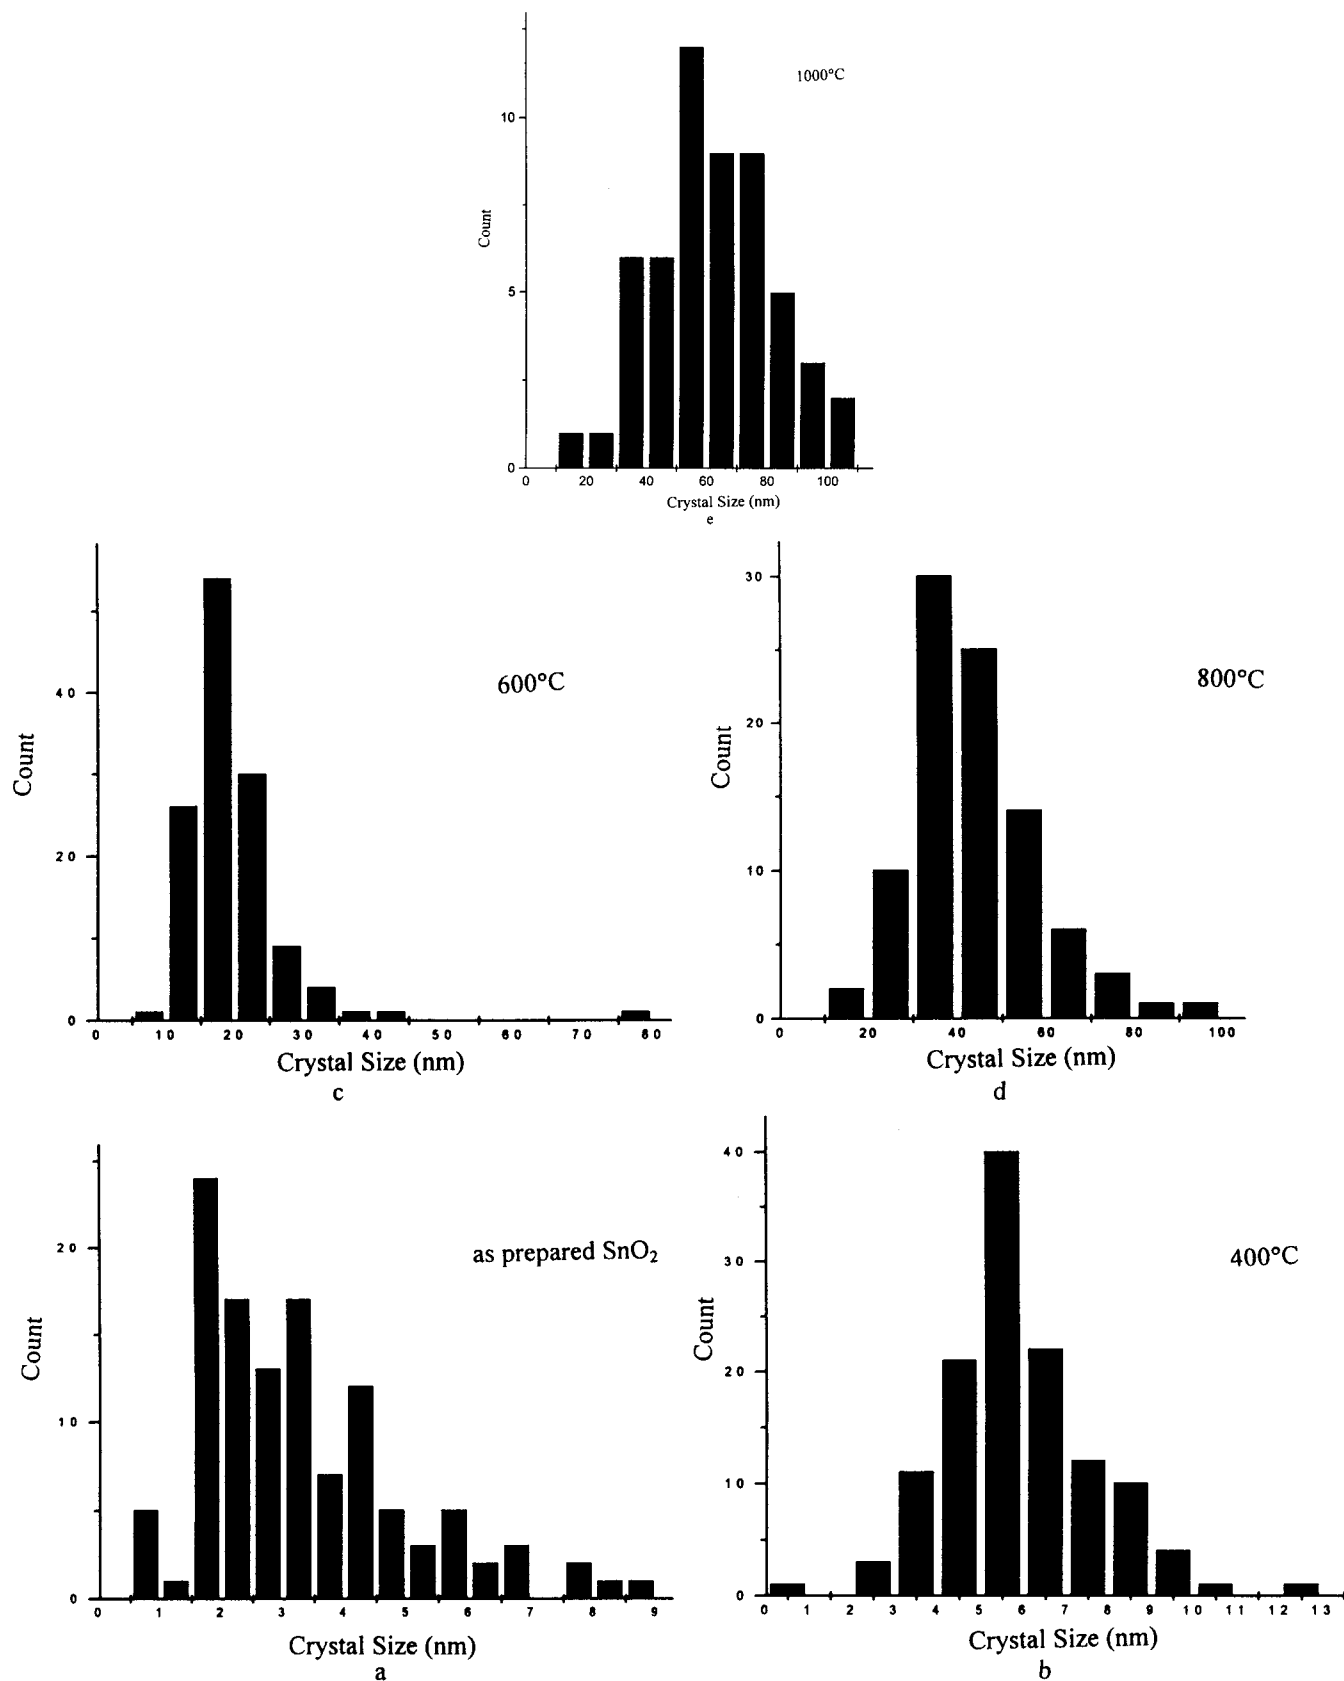 1000°C
10
5
0
Count
0 20 40 60 80 100
Crystal Size (nm)
e
600°C
40
20
0
Count
0 10 20 30 40 50 60 70 80
Crystal Size (nm)
c
800°C
30
20
10
0
Count
0 20 40 60 80 100
Crystal Size (nm)
d
as prepared SnO₂
20
10
0
Count
0 1 2 3 4 5 6 7 8 9
Crystal Size (nm)
a
400°C
40
30
20
10
0
Count
0 1 2 3 4 5 6 7 8 9 10 11 12 13
Crystal Size (nm)
b